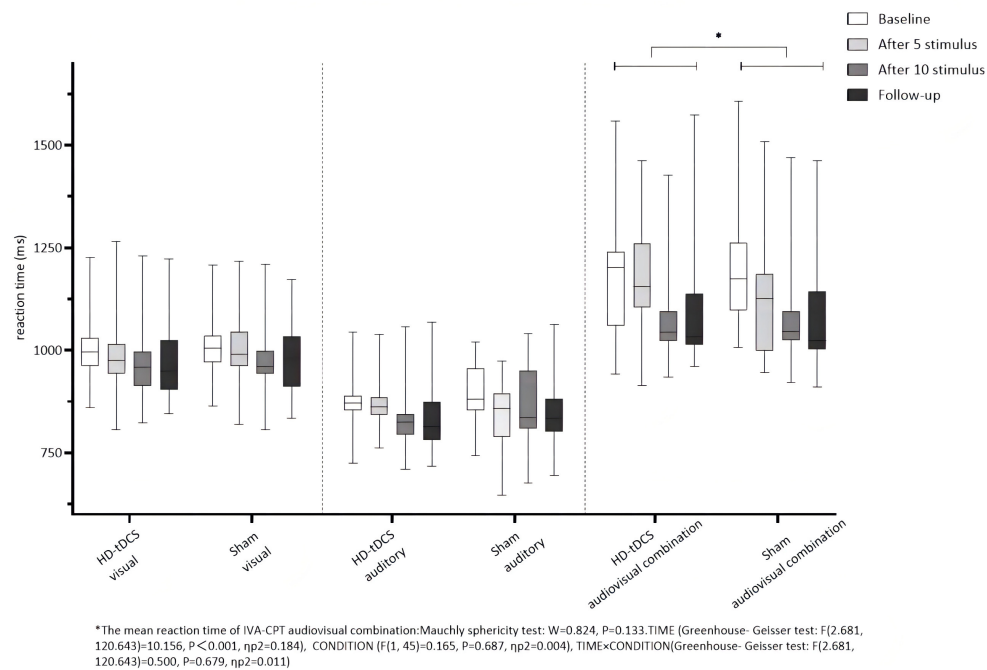 Baseline
After 5 stimulus
After 10 stimulus
Follow-up
*
1500
1250
1000
750
reaction time (ms)
HD-tDCS
visual
Sham
visual
HD-tDCS
auditory
Sham
auditory
HD-tDCS
audiovisual combination
Sham
audiovisual combination
*The mean reaction time of IVA-CPT audiovisual combination:Mauchly sphericity test: W=0.824, P=0.133.TIME (Greenhouse- Geisser test: F(2.681,
120.643)=10.156, P＜0.001, ηp2=0.184), CONDITION (F(1, 45)=0.165, P=0.687, ηp2=0.004), TIME×CONDITION(Greenhouse- Geisser test: F(2.681,
120.643)=0.500, P=0.679, ηp2=0.011)